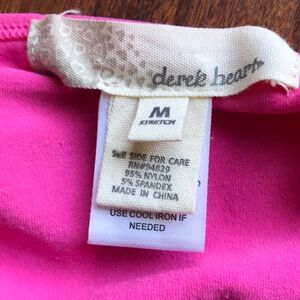 derek heart
M
STRETCH
SEE SIDE FOR CARE
RN#94829
95% NYLON
5% SPANDEX
MADE IN CHINA
USE COOL IRON IF
NEEDED